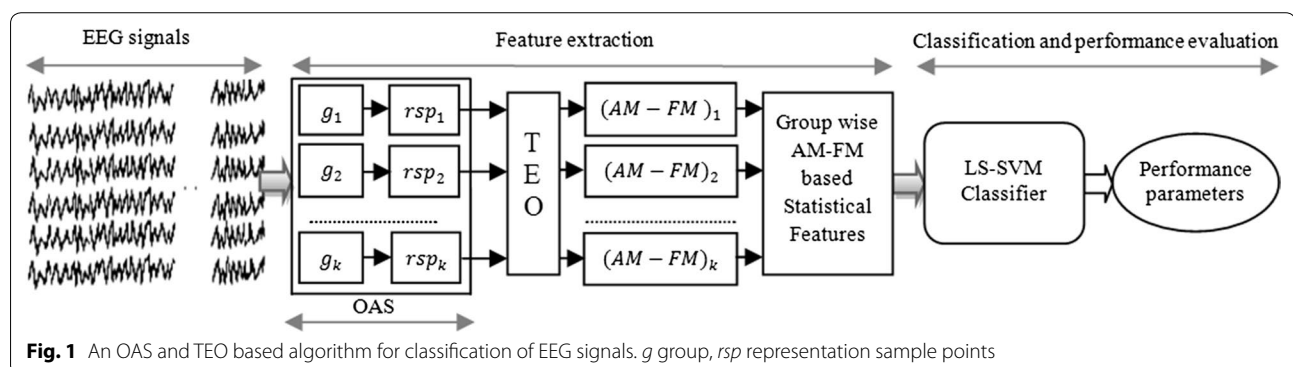 EEG signals
Feature extraction
Classification and performance evaluation
g₁ rsp₁
g₂ rsp₂
gₖ rspₖ
OAS
T
E
O
(AM − FM )₁
(AM − FM)₂
(AM − FM)ₖ
Group wise
AM-FM
based
Statistical
Features
LS-SVM
Classifier
Performance
parameters
Fig. 1 An OAS and TEO based algorithm for classification of EEG signals. g group, rsp representation sample points